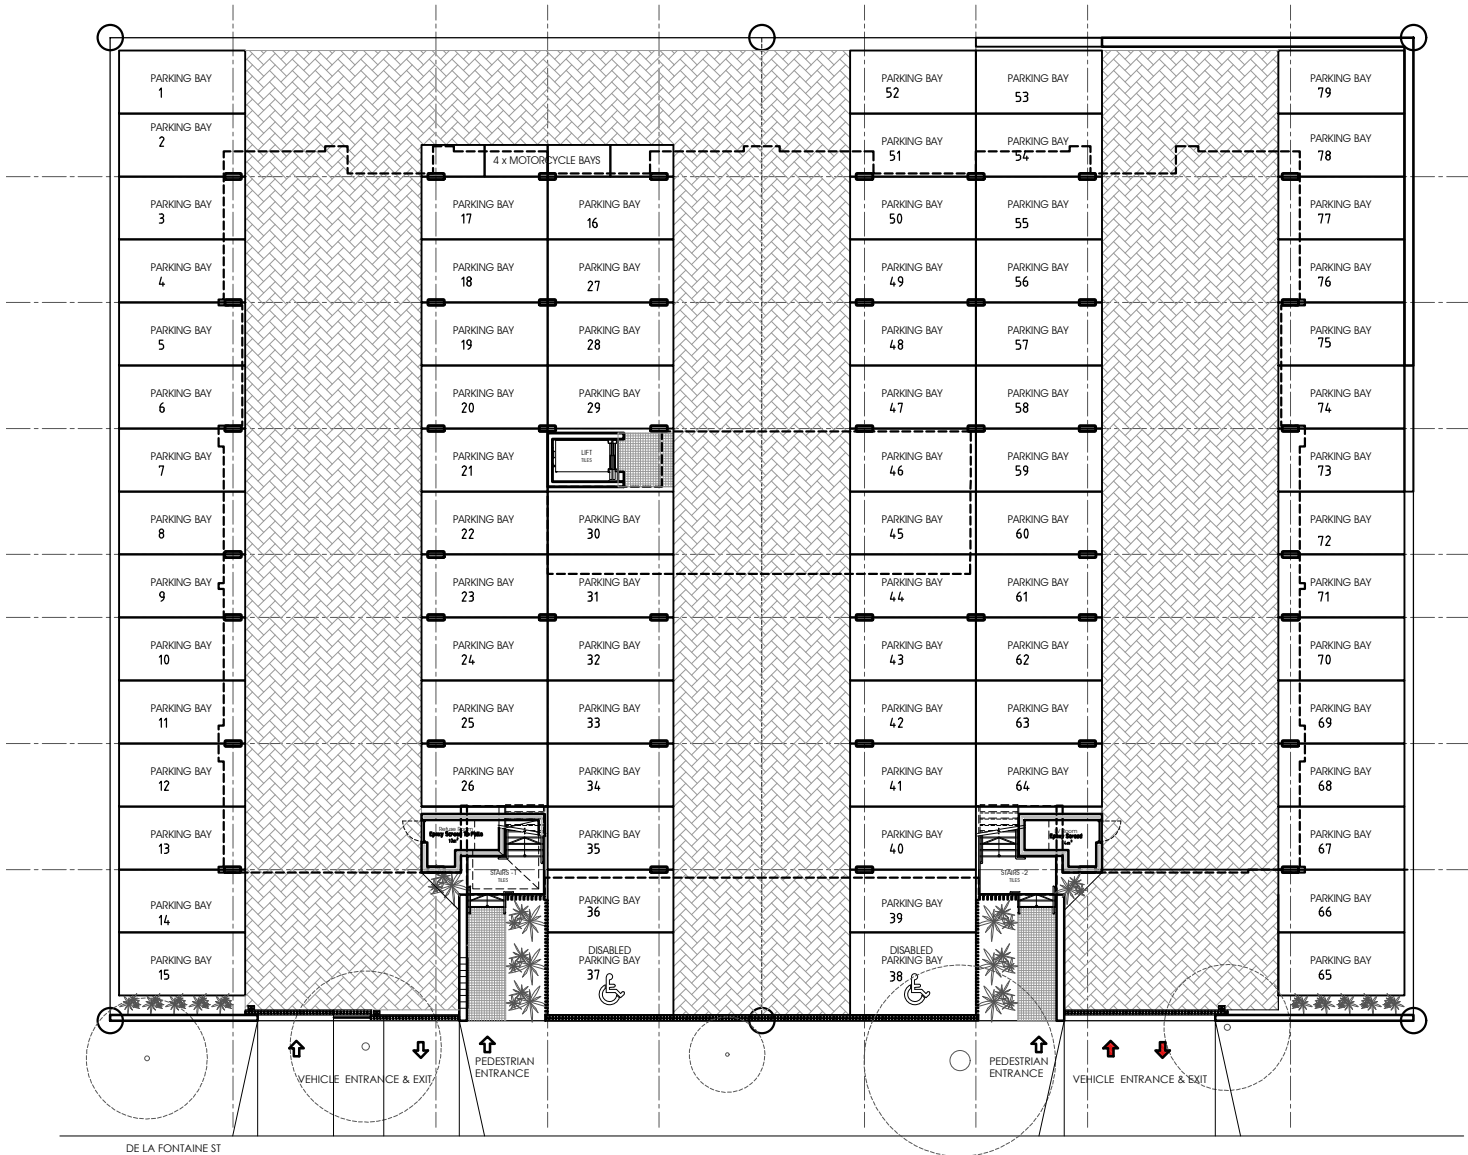 PARKING BAY
1
PARKING BAY
2
PARKING BAY
3
PARKING BAY
4
PARKING BAY
5
PARKING BAY
6
PARKING BAY
7
PARKING BAY
8
PARKING BAY
9
PARKING BAY
10
PARKING BAY
11
PARKING BAY
12
PARKING BAY
13
PARKING BAY
14
PARKING BAY
15
4 x MOTORCYCLE BAYS
PARKING BAY
17
PARKING BAY
18
PARKING BAY
19
PARKING BAY
20
PARKING BAY
21
PARKING BAY
22
PARKING BAY
23
PARKING BAY
24
PARKING BAY
25
PARKING BAY
26
STAIRS -1
TILES
PARKING BAY
16
PARKING BAY
27
PARKING BAY
28
PARKING BAY
29
LIFT
TILES
PARKING BAY
30
PARKING BAY
31
PARKING BAY
32
PARKING BAY
33
PARKING BAY
34
PARKING BAY
35
PARKING BAY
36
DISABLED
PARKING BAY
37
PARKING BAY
52
PARKING BAY
51
PARKING BAY
50
PARKING BAY
49
PARKING BAY
48
PARKING BAY
47
PARKING BAY
46
PARKING BAY
45
PARKING BAY
44
PARKING BAY
43
PARKING BAY
42
PARKING BAY
41
PARKING BAY
40
PARKING BAY
39
DISABLED
PARKING BAY
38
PARKING BAY
53
PARKING BAY
54
PARKING BAY
55
PARKING BAY
56
PARKING BAY
57
PARKING BAY
58
PARKING BAY
59
PARKING BAY
60
PARKING BAY
61
PARKING BAY
62
PARKING BAY
63
PARKING BAY
64
STAIRS -2
TILES
PARKING BAY
79
PARKING BAY
78
PARKING BAY
77
PARKING BAY
76
PARKING BAY
75
PARKING BAY
74
PARKING BAY
73
PARKING BAY
72
PARKING BAY
71
PARKING BAY
70
PARKING BAY
69
PARKING BAY
68
PARKING BAY
67
PARKING BAY
66
PARKING BAY
65
VEHICLE ENTRANCE & EXIT
PEDESTRIAN
ENTRANCE
PEDESTRIAN
ENTRANCE
VEHICLE ENTRANCE & EXIT
DE LA FONTAINE ST